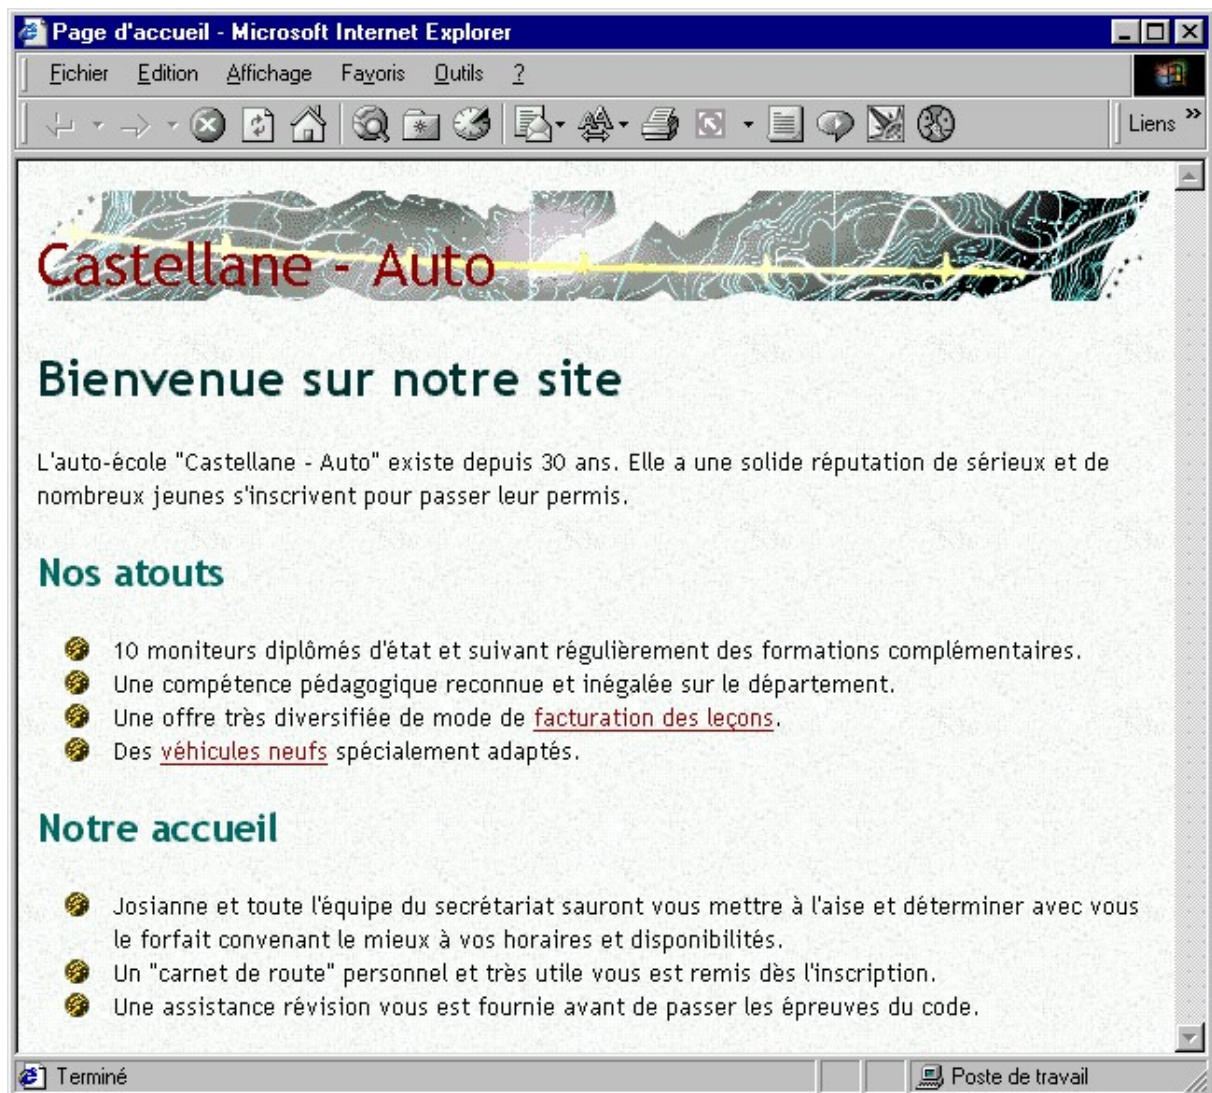 Page d'accueil - Microsoft Internet Explorer
Fichier Edition Affichage Favoris Outils ?
Liens »
Castellane - Auto
Bienvenue sur notre site
L'auto-école "Castellane - Auto" existe depuis 30 ans. Elle a une solide réputation de sérieux et de
nombreux jeunes s'inscrivent pour passer leur permis.
Nos atouts
10 moniteurs diplômés d'état et suivant régulièrement des formations complémentaires.
Une compétence pédagogique reconnue et inégalée sur le département.
Une offre très diversifiée de mode de facturation des leçons.
Des véhicules neufs spécialement adaptés.
Notre accueil
Josianne et toute l'équipe du secrétariat sauront vous mettre à l'aise et déterminer avec vous
le forfait convenant le mieux à vos horaires et disponibilités.
Un "carnet de route" personnel et très utile vous est remis dès l'inscription.
Une assistance révision vous est fournie avant de passer les épreuves du code.
Terminé
Poste de travail